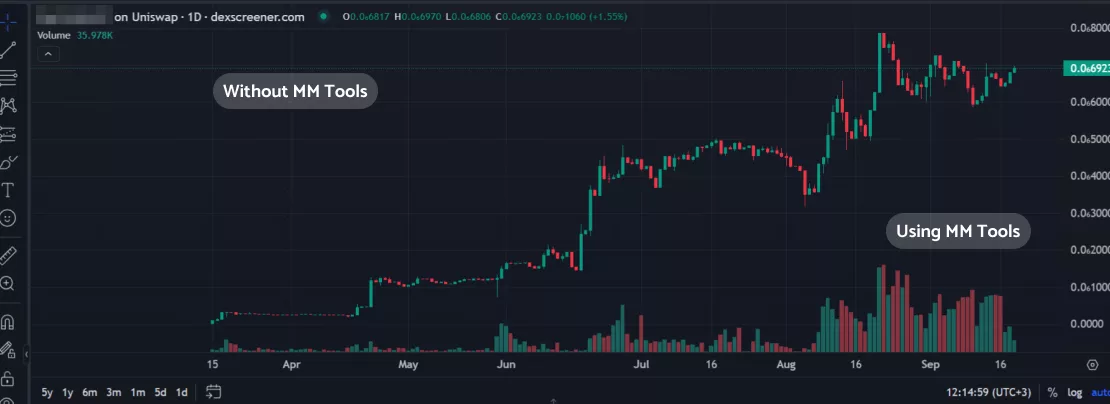 on Uniswap · 1D · dexscreener.com O0.0₆6817 H0.0₆6970 L0.0₆6806 C0.0₆6923 0.0₇1060 (+1.55%)
Volume 35.978K
Without MM Tools
Using MM Tools
0.0₆8000
0.0₆6923
0.0₆6000
0.0₆5000
0.0₆4000
0.0₆3000
0.0₆2000
0.0₆1000
0.0000
15 Apr May Jun Jul 16 Aug 16 Sep 16
5y 1y 6m 3m 1m 5d 1d 12:14:59 (UTC+3) % log auto